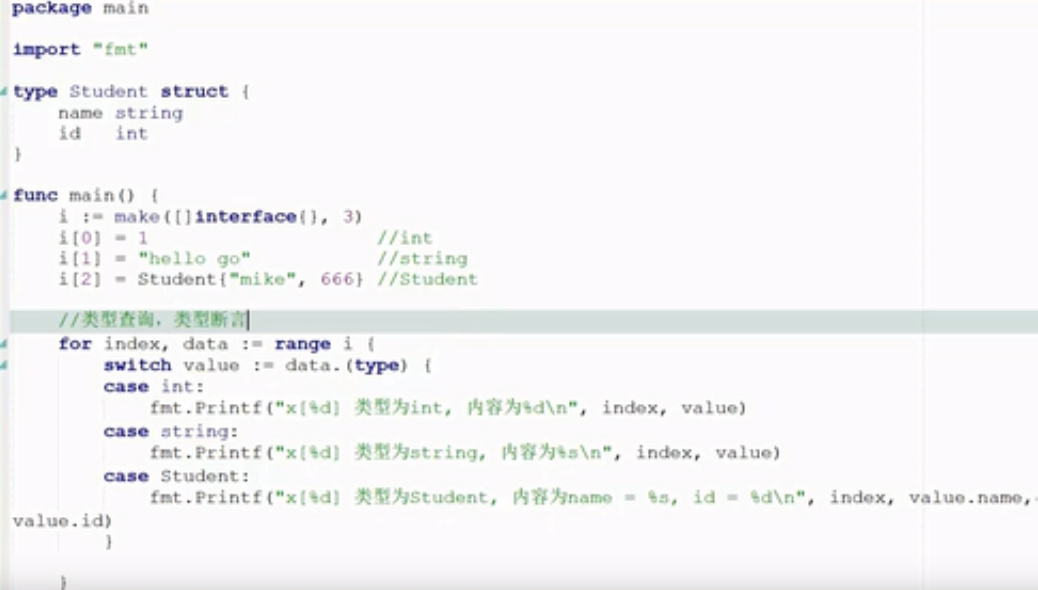 package main
import "fmt"
type Student struct {
name string
id int
}
func main() {
i := make([]interface{}, 3)
i[0] = 1 //int
i[1] = "hello go" //string
i[2] = Student{"mike", 666} //Student
//类型查询，类型断言
for index, data := range i {
switch value := data.(type) {
case int:
fmt.Printf("x[%d] 类型为int, 内容为%d\n", index, value)
case string:
fmt.Printf("x[%d] 类型为string, 内容为%s\n", index, value)
case Student:
fmt.Printf("x[%d] 类型为Student, 内容为name = %s, id = %d\n", index, value.name,
value.id)
}
}